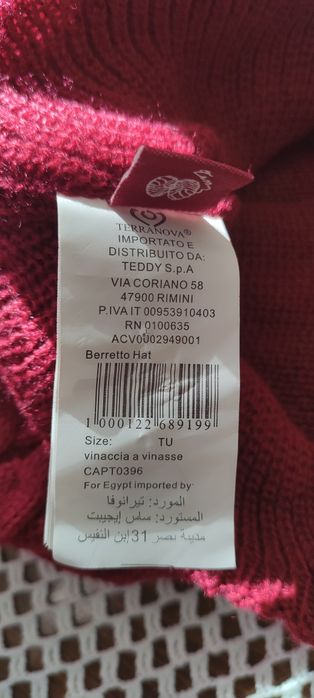 TERRANOVA®
IMPORTATO E
DISTRIBUITO DA:
TEDDY S.p.A
VIA CORIANO 58
47900 RIMINI
P.IVA IT 00953910403
RN 0100635
ACV0002949001
Berretto Hat
1 000122 689199
Size: TU
vinaccia a vinasse
CAPT0396
For Egypt imported by:
المورد: تيرانوفا
المستورد: ساس إيجيبت
مدينة نصر 31 إبن النفيس